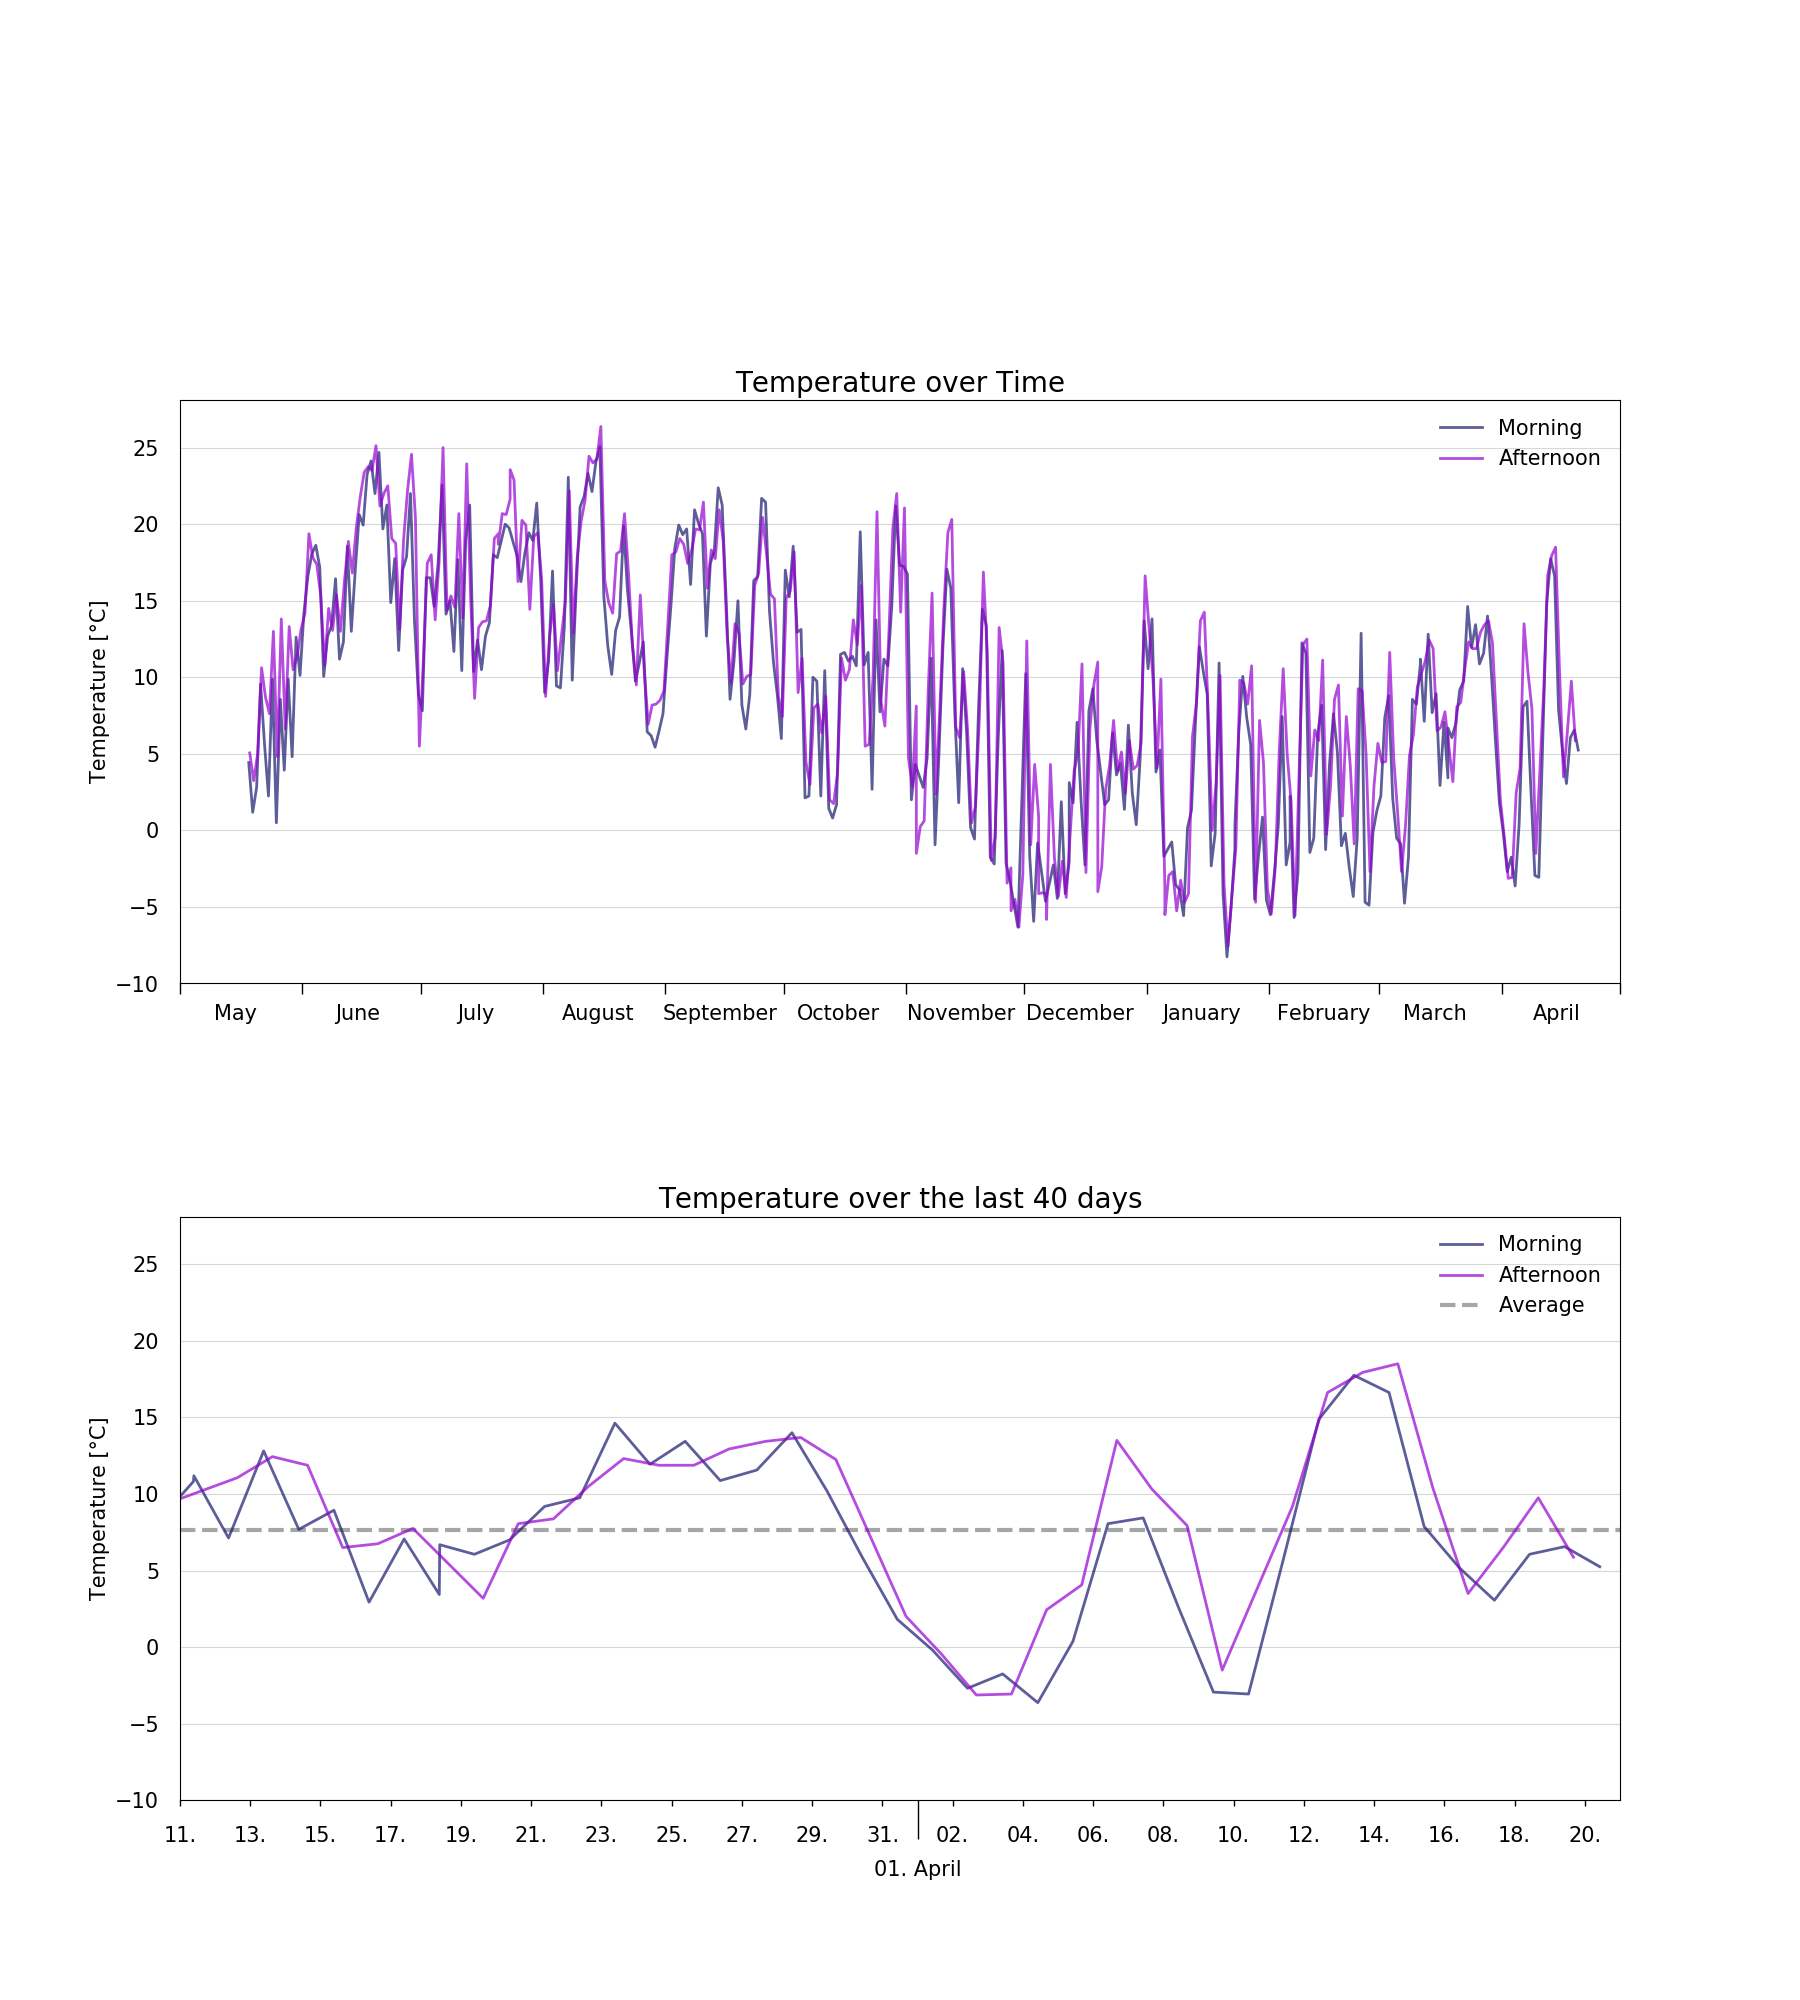 Temperature over Time
Morning
Afternoon
Temperature [°C]
25
20
15
10
5
0
−5
−10
May June July August September October November December January February March April
Temperature over the last 40 days
Morning
Afternoon
Average
Temperature [°C]
25
20
15
10
5
0
−5
−10
11. 13. 15. 17. 19. 21. 23. 25. 27. 29. 31. 02. 04. 06. 08. 10. 12. 14. 16. 18. 20.
01. April